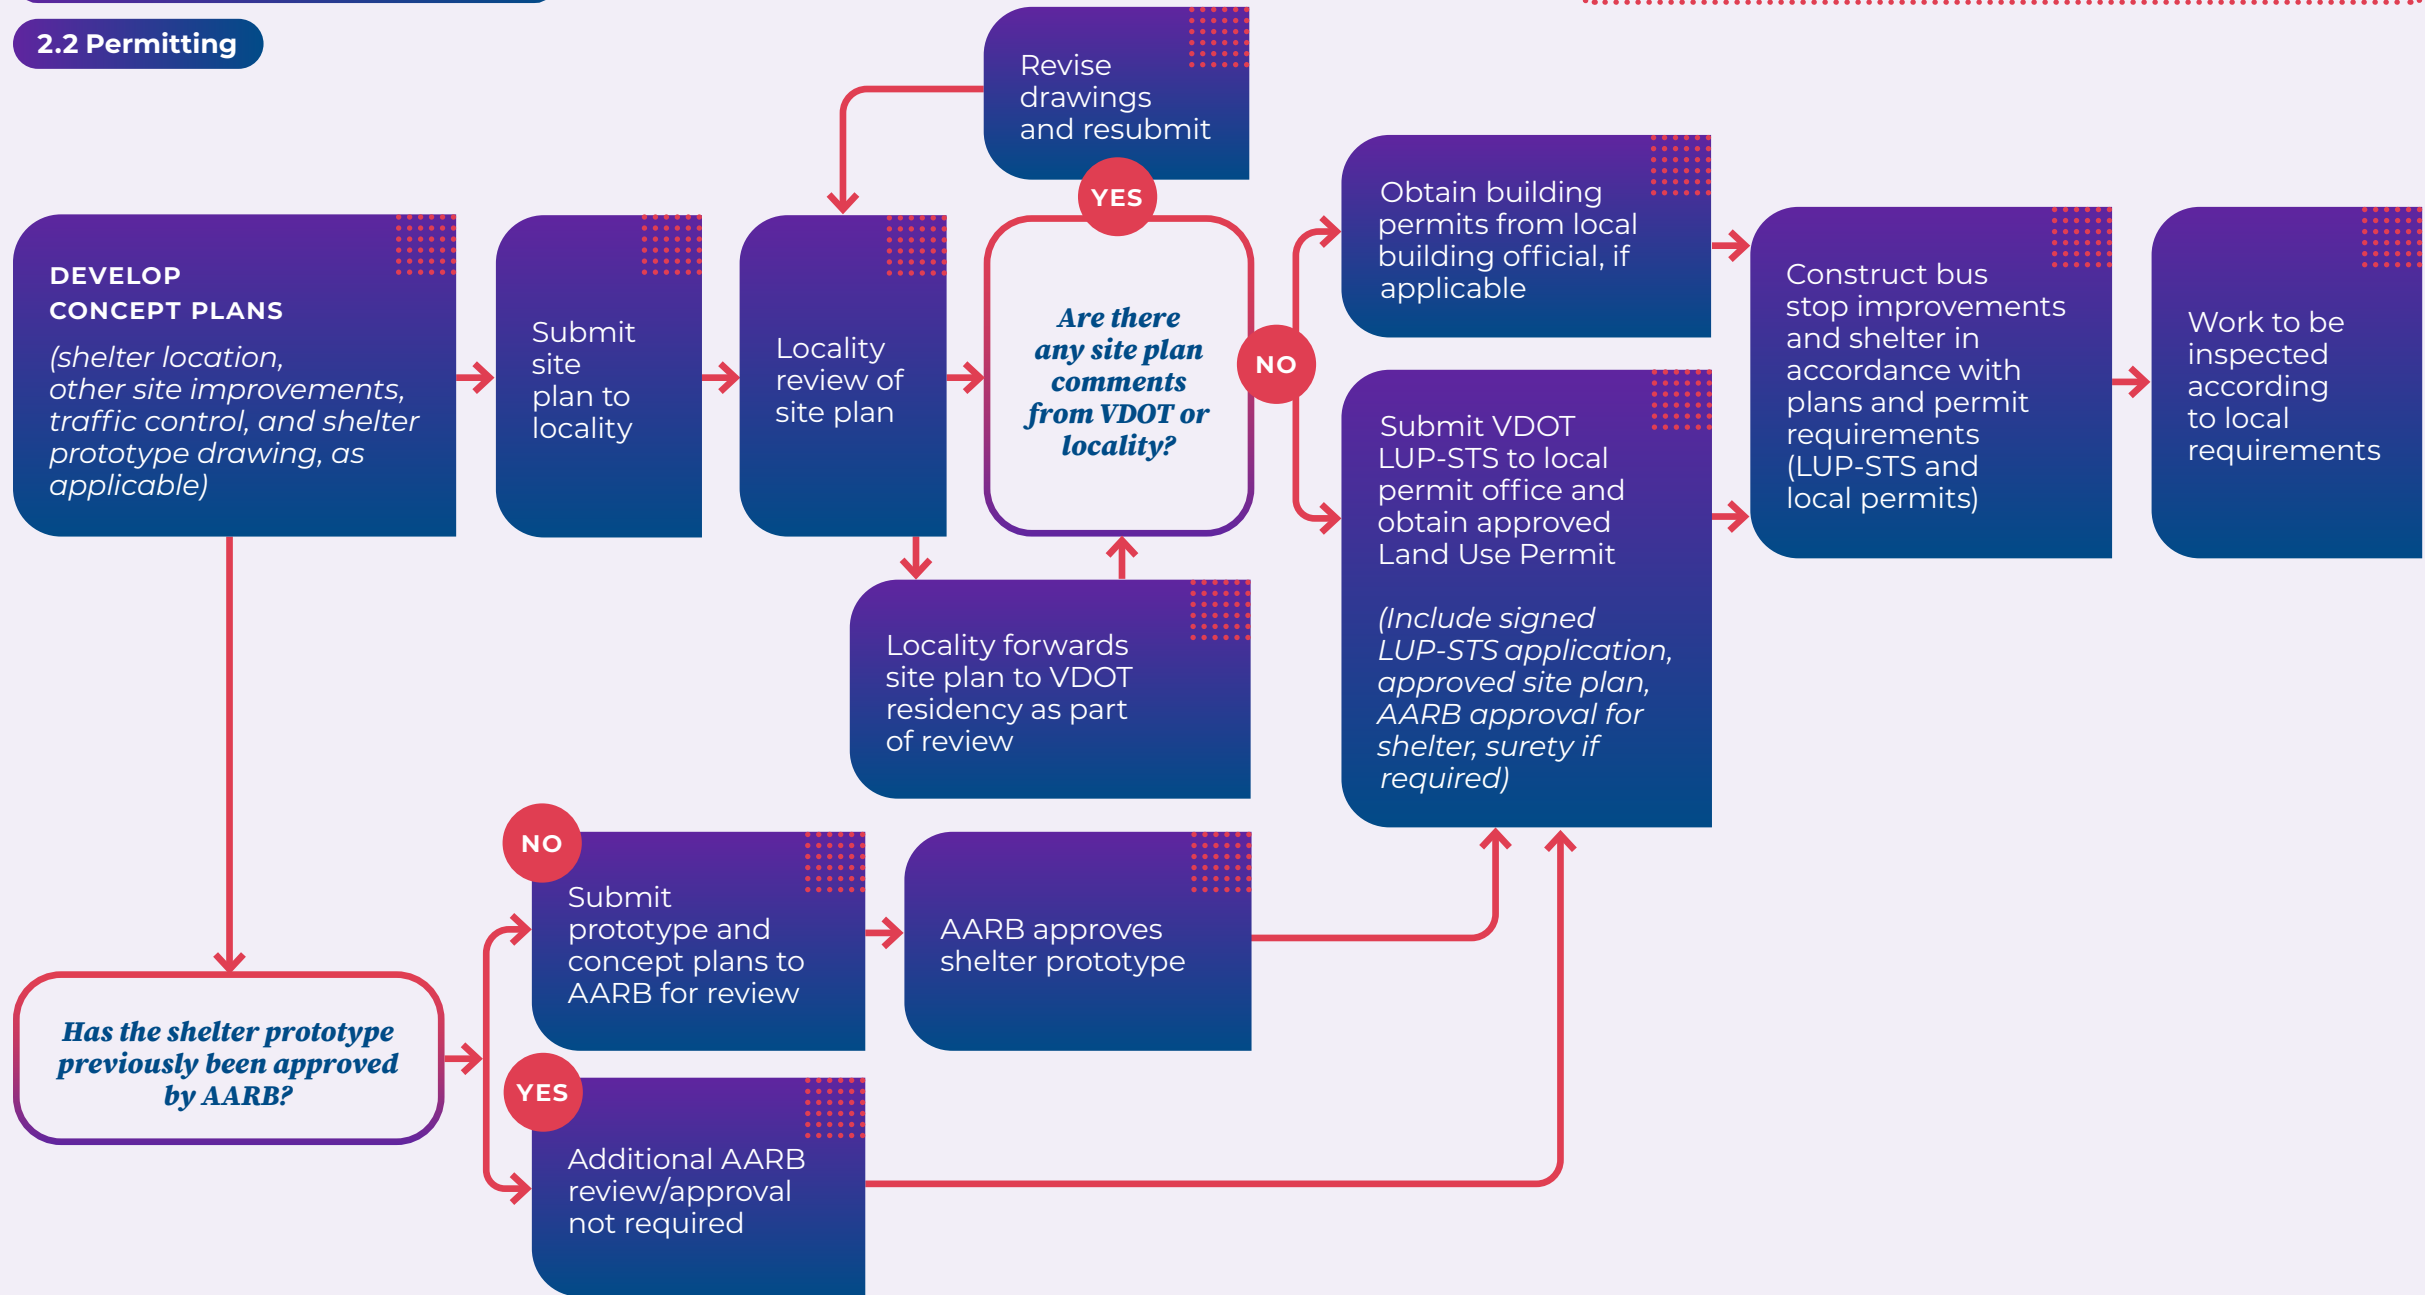 2.2 Permitting
Revise
drawings
and resubmit
YES
DEVELOP
CONCEPT PLANS
(shelter location,
other site improvements,
traffic control, and shelter
prototype drawing, as
applicable)
Submit
site
plan to
locality
Locality
review of
site plan
Are there
any site plan
comments
from VDOT or
locality?
NO
Obtain building
permits from local
building official, if
applicable
Submit VDOT
LUP-STS to local
permit office and
obtain approved
Land Use Permit
(Include signed
LUP-STS application,
approved site plan,
AARB approval for
shelter, surety if
required)
Construct bus
stop improvements
and shelter in
accordance with
plans and permit
requirements
(LUP-STS and
local permits)
Work to be
inspected
according
to local
requirements
Locality forwards
site plan to VDOT
residency as part
of review
Has the shelter prototype
previously been approved
by AARB?
NO
Submit
prototype and
concept plans to
AARB for review
AARB approves
shelter prototype
YES
Additional AARB
review/approval
not required